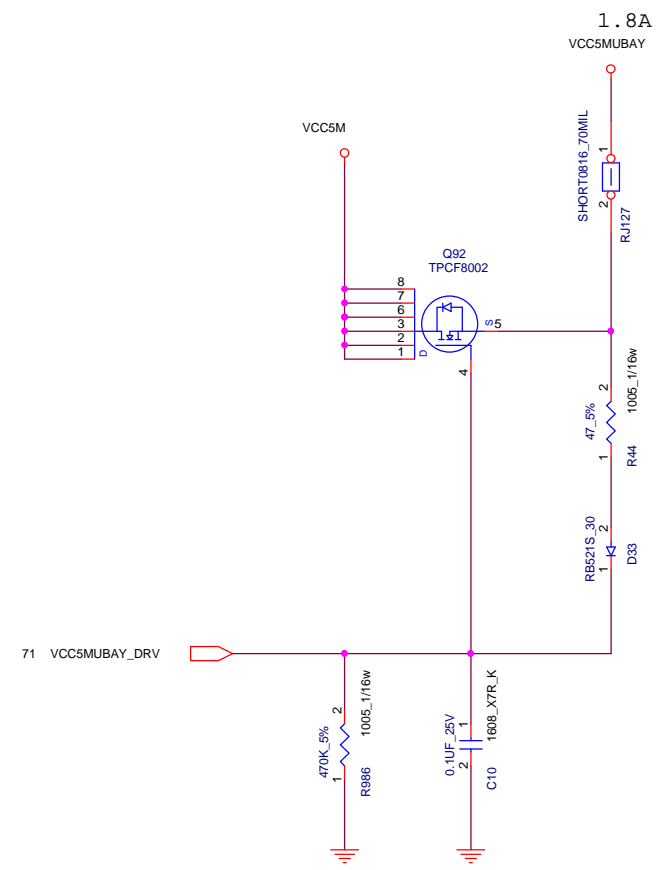 1.8A
VCC5MUBAY
VCC5M
SHORT0816_70MIL
1
2
RJ127
Q92
TPCF8002
8
7
6
3
2
1
D
S
5
4
2
1005_1/16w
47_5%
1
R44
RB521S_30
2
1
D33
71 VCC5MUBAY_DRV
2
1005_1/16w
470K_5%
1
R986
1
1608_X7R_K
0.1UF_25V
2
C10